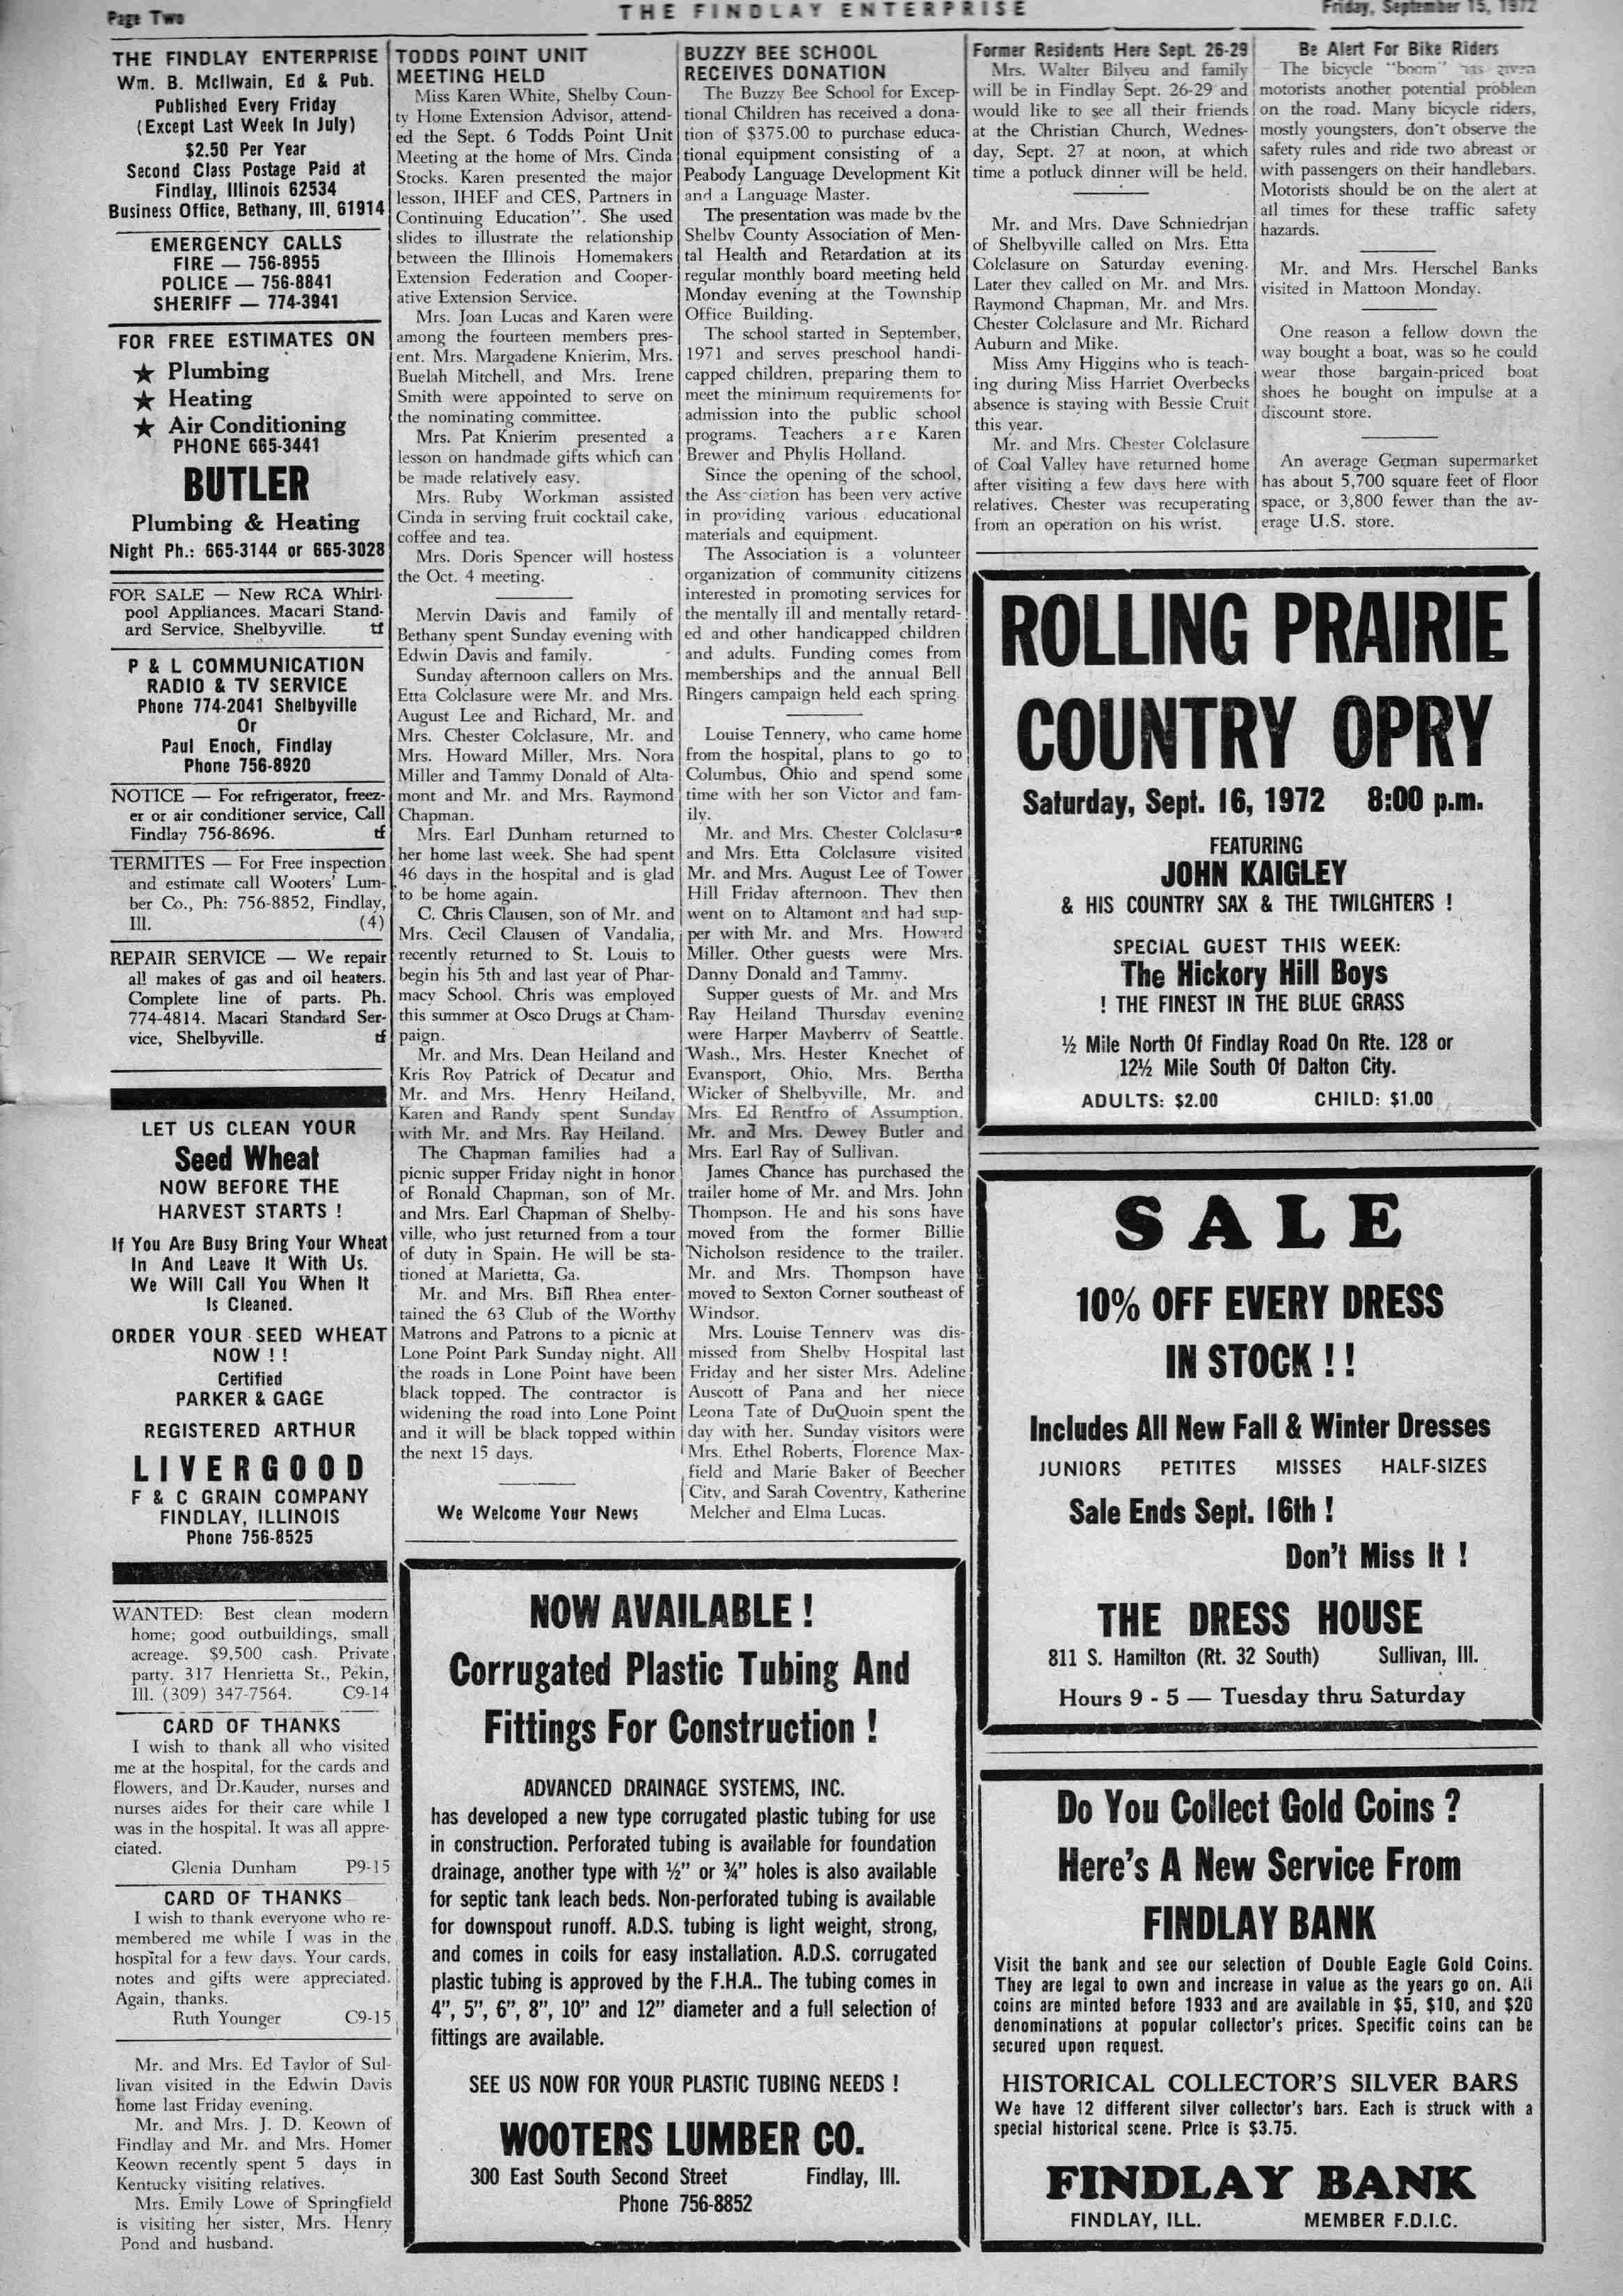 Page Two
THE FINDLAY ENTERPRISE
Friday, September 15, 1972
THE FINDLAY ENTERPRISE
Wm. B. McIlwain, Ed & Pub.
Published Every Friday
(Except Last Week In July)
$2.50 Per Year
Second Class Postage Paid at
Findlay, Illinois 62534
Business Office, Bethany, Ill. 61914
EMERGENCY CALLS
FIRE — 756-8955
POLICE — 756-8841
SHERIFF — 774-3941
FOR FREE ESTIMATES ON
★ Plumbing
★ Heating
★ Air Conditioning
PHONE 665-3441
BUTLER
Plumbing & Heating
Night Ph.: 665-3144 or 665-3028
FOR SALE — New RCA Whirl-
pool Appliances. Macari Stand-
ard Service, Shelbyville. tf
P & L COMMUNICATION
RADIO & TV SERVICE
Phone 774-2041 Shelbyville
Or
Paul Enoch, Findlay
Phone 756-8920
NOTICE — For refrigerator, freez-
er or air conditioner service, Call
Findlay 756-8696. tf
TERMITES — For Free inspection
and estimate call Wooters' Lum-
ber Co., Ph: 756-8852, Findlay,
Ill. (4)
REPAIR SERVICE — We repair
all makes of gas and oil heaters.
Complete line of parts. Ph.
774-4814. Macari Standard Ser-
vice, Shelbyville. tf
LET US CLEAN YOUR
Seed Wheat
NOW BEFORE THE
HARVEST STARTS !
If You Are Busy Bring Your Wheat
In And Leave It With Us.
We Will Call You When It
Is Cleaned.
ORDER YOUR SEED WHEAT
NOW ! !
Certified
PARKER & GAGE
REGISTERED ARTHUR
LIVERGOOD
F & C GRAIN COMPANY
FINDLAY, ILLINOIS
Phone 756-8525
WANTED: Best clean modern
home; good outbuildings, small
acreage. $9,500 cash. Private
party. 317 Henrietta St., Pekin,
Ill. (309) 347-7564. C9-14
CARD OF THANKS
I wish to thank all who visited
me at the hospital, for the cards and
flowers, and Dr.Kauder, nurses and
nurses aides for their care while I
was in the hospital. It was all appre-
ciated.
Glenia Dunham P9-15
CARD OF THANKS
I wish to thank everyone who re-
membered me while I was in the
hospital for a few days. Your cards,
notes and gifts were appreciated.
Again, thanks.
Ruth Younger C9-15
Mr. and Mrs. Ed Taylor of Sul-
livan visited in the Edwin Davis
home last Friday evening.
Mr. and Mrs. J. D. Keown of
Findlay and Mr. and Mrs. Homer
Keown recently spent 5 days in
Kentucky visiting relatives.
Mrs. Emily Lowe of Springfield
is visiting her sister, Mrs. Henry
Pond and husband.
TODDS POINT UNIT
MEETING HELD
Miss Karen White, Shelby Coun-
ty Home Extension Advisor, attend-
ed the Sept. 6 Todds Point Unit
Meeting at the home of Mrs. Cinda
Stocks. Karen presented the major
lesson, IHEF and CES, Partners in
Continuing Education". She used
slides to illustrate the relationship
between the Illinois Homemakers
Extension Federation and Cooper-
ative Extension Service.
Mrs. Joan Lucas and Karen were
among the fourteen members pres-
ent. Mrs. Margadene Knierim, Mrs.
Buelah Mitchell, and Mrs. Irene
Smith were appointed to serve on
the nominating committee.
Mrs. Pat Knierim presented a
lesson on handmade gifts which can
be made relatively easy.
Mrs. Ruby Workman assisted
Cinda in serving fruit cocktail cake,
coffee and tea.
Mrs. Doris Spencer will hostess
the Oct. 4 meeting.
Mervin Davis and family of
Bethany spent Sunday evening with
Edwin Davis and family.
Sunday afternoon callers on Mrs.
Etta Colclasure were Mr. and Mrs.
August Lee and Richard, Mr. and
Mrs. Chester Colclasure, Mr. and
Mrs. Howard Miller, Mrs. Nora
Miller and Tammy Donald of Alta-
mont and Mr. and Mrs. Raymond
Chapman.
Mrs. Earl Dunham returned to
her home last week. She had spent
46 days in the hospital and is glad
to be home again.
C. Chris Clausen, son of Mr. and
Mrs. Cecil Clausen of Vandalia,
recently returned to St. Louis to
begin his 5th and last year of Phar-
macy School. Chris was employed
this summer at Osco Drugs at Cham-
paign.
Mr. and Mrs. Dean Heiland and
Kris Roy Patrick of Decatur and
Mr. and Mrs. Henry Heiland,
Karen and Randy spent Sunday
with Mr. and Mrs. Ray Heiland.
The Chapman families had a
picnic supper Friday night in honor
of Ronald Chapman, son of Mr.
and Mrs. Earl Chapman of Shelby-
ville, who just returned from a tour
of duty in Spain. He will be sta-
tioned at Marietta, Ga.
Mr. and Mrs. Bill Rhea enter-
tained the 63 Club of the Worthy
Matrons and Patrons to a picnic at
Lone Point Park Sunday night. All
the roads in Lone Point have been
black topped. The contractor is
widening the road into Lone Point
and it will be black topped within
the next 15 days.
We Welcome Your News
BUZZY BEE SCHOOL
RECEIVES DONATION
The Buzzy Bee School for Excep-
tional Children has received a dona-
tion of $375.00 to purchase educa-
tional equipment consisting of a
Peabody Language Development Kit
and a Language Master.
The presentation was made by the
Shelby County Association of Men-
tal Health and Retardation at its
regular monthly board meeting held
Monday evening at the Township
Office Building.
The school started in September,
1971 and serves preschool handi-
capped children, preparing them to
meet the minimum requirements for
admission into the public school
programs. Teachers are Karen
Brewer and Phylis Holland.
Since the opening of the school,
the Association has been very active
in providing various educational
materials and equipment.
The Association is a volunteer
organization of community citizens
interested in promoting services for
the mentally ill and mentally retard-
ed and other handicapped children
and adults. Funding comes from
memberships and the annual Bell
Ringers campaign held each spring.
Louise Tennery, who came home
from the hospital, plans to go to
Columbus, Ohio and spend some
time with her son Victor and fam-
ily.
Mr. and Mrs. Chester Colclasure
and Mrs. Etta Colclasure visited
Mr. and Mrs. August Lee of Tower
Hill Friday afternoon. They then
went on to Altamont and had sup-
per with Mr. and Mrs. Howard
Miller. Other guests were Mrs.
Danny Donald and Tammy.
Supper guests of Mr. and Mrs
Ray Heiland Thursday evening
were Harper Mayberry of Seattle.
Wash., Mrs. Hester Knechet of
Evansport, Ohio, Mrs. Bertha
Wicker of Shelbyville, Mr. and
Mrs. Ed Rentfro of Assumption,
Mr. and Mrs. Dewey Butler and
Mrs. Earl Ray of Sullivan.
James Chance has purchased the
trailer home of Mr. and Mrs. John
Thompson. He and his sons have
moved from the former Billie
Nicholson residence to the trailer.
Mr. and Mrs. Thompson have
moved to Sexton Corner southeast of
Windsor.
Mrs. Louise Tennery was dis-
missed from Shelby Hospital last
Friday and her sister Mrs. Adeline
Auscott of Pana and her niece
Leona Tate of DuQuoin spent the
day with her. Sunday visitors were
Mrs. Ethel Roberts, Florence Max-
field and Marie Baker of Beecher
City, and Sarah Coventry, Katherine
Melcher and Elma Lucas.
NOW AVAILABLE !
Corrugated Plastic Tubing And
Fittings For Construction !
ADVANCED DRAINAGE SYSTEMS, INC.
has developed a new type corrugated plastic tubing for use
in construction. Perforated tubing is available for foundation
drainage, another type with ½" or ¾" holes is also available
for septic tank leach beds. Non-perforated tubing is available
for downspout runoff. A.D.S. tubing is light weight, strong,
and comes in coils for easy installation. A.D.S. corrugated
plastic tubing is approved by the F.H.A.. The tubing comes in
4", 5", 6", 8", 10" and 12" diameter and a full selection of
fittings are available.
SEE US NOW FOR YOUR PLASTIC TUBING NEEDS !
WOOTERS LUMBER CO.
300 East South Second Street Findlay, Ill.
Phone 756-8852
Former Residents Here Sept. 26-29
Mrs. Walter Bilyeu and family
will be in Findlay Sept. 26-29 and
would like to see all their friends
at the Christian Church, Wednes-
day, Sept. 27 at noon, at which
time a potluck dinner will be held.
Mr. and Mrs. Dave Schniedrjan
of Shelbyville called on Mrs. Etta
Colclasure on Saturday evening.
Later they called on Mr. and Mrs.
Raymond Chapman, Mr. and Mrs.
Chester Colclasure and Mr. Richard
Auburn and Mike.
Miss Amy Higgins who is teach-
ing during Miss Harriet Overbecks
absence is staying with Bessie Cruit
this year.
Mr. and Mrs. Chester Colclasure
of Coal Valley have returned home
after visiting a few days here with
relatives. Chester was recuperating
from an operation on his wrist.
Be Alert For Bike Riders
The bicycle "boom" has given
motorists another potential problem
on the road. Many bicycle riders,
mostly youngsters, don't observe the
safety rules and ride two abreast or
with passengers on their handlebars.
Motorists should be on the alert at
all times for these traffic safety
hazards.
Mr. and Mrs. Herschel Banks
visited in Mattoon Monday.
One reason a fellow down the
way bought a boat, was so he could
wear those bargain-priced boat
shoes he bought on impulse at a
discount store.
An average German supermarket
has about 5,700 square feet of floor
space, or 3,800 fewer than the av-
erage U.S. store.
ROLLING PRAIRIE
COUNTRY OPRY
Saturday, Sept. 16, 1972 8:00 p.m.
FEATURING
JOHN KAIGLEY
& HIS COUNTRY SAX & THE TWILGHTERS !
SPECIAL GUEST THIS WEEK:
The Hickory Hill Boys
! THE FINEST IN THE BLUE GRASS
½ Mile North Of Findlay Road On Rte. 128 or
12½ Mile South Of Dalton City.
ADULTS: $2.00 CHILD: $1.00
SALE
10% OFF EVERY DRESS
IN STOCK ! !
Includes All New Fall & Winter Dresses
JUNIORS PETITES MISSES HALF-SIZES
Sale Ends Sept. 16th !
Don't Miss It !
THE DRESS HOUSE
811 S. Hamilton (Rt. 32 South) Sullivan, Ill.
Hours 9 - 5 — Tuesday thru Saturday
Do You Collect Gold Coins ?
Here's A New Service From
FINDLAY BANK
Visit the bank and see our selection of Double Eagle Gold Coins.
They are legal to own and increase in value as the years go on. All
coins are minted before 1933 and are available in $5, $10, and $20
denominations at popular collector's prices. Specific coins can be
secured upon request.
HISTORICAL COLLECTOR'S SILVER BARS
We have 12 different silver collector's bars. Each is struck with a
special historical scene. Price is $3.75.
FINDLAY BANK
FINDLAY, ILL. MEMBER F.D.I.C.